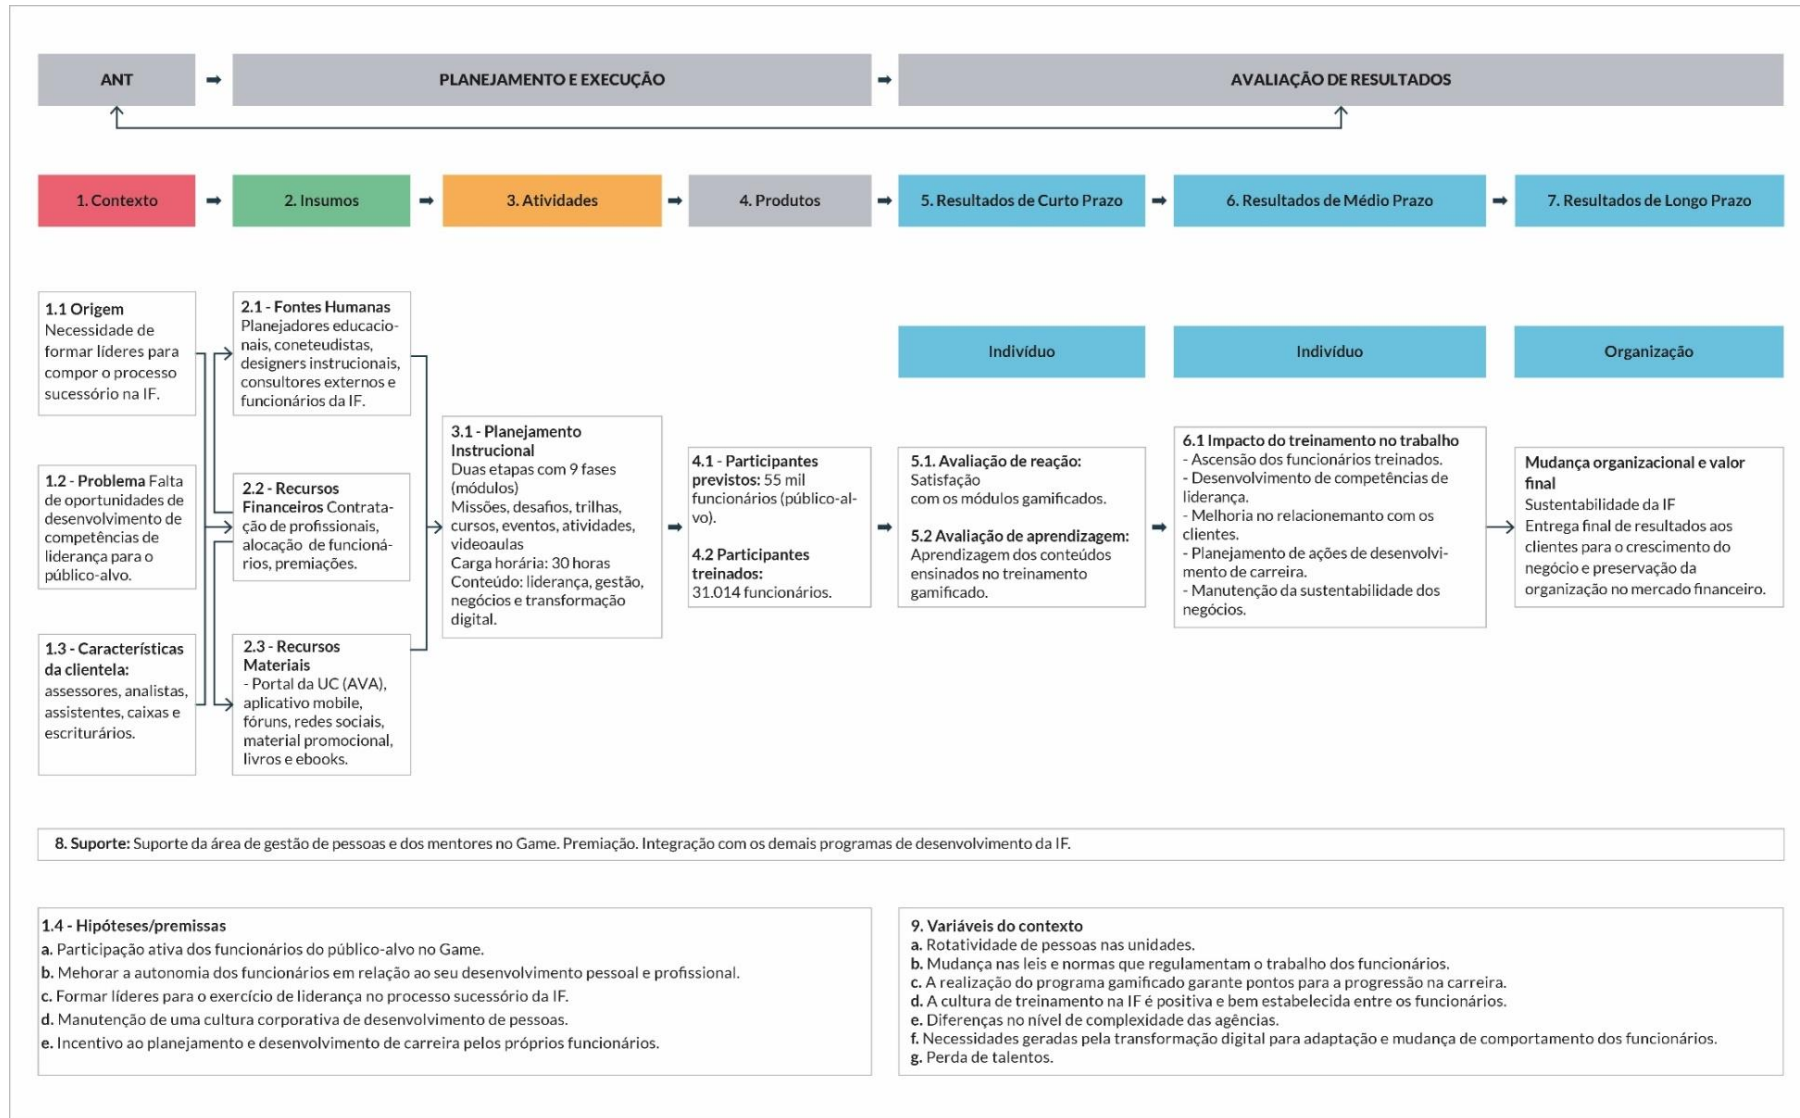 ANT
PLANEJAMENTO E EXECUÇÃO
AVALIAÇÃO DE RESULTADOS
1. Contexto
2. Insumos
3. Atividades
4. Produtos
5. Resultados de Curto Prazo
6. Resultados de Médio Prazo
7. Resultados de Longo Prazo
1.1 Origem
Necessidade de
formar líderes para
compor o processo
sucessório na IF.
1.2 - Problema Falta
de oportunidades de
desenvolvimento de
competências de
liderança para o
público-alvo.
1.3 - Características
da clientela:
assessores, analistas,
assistentes, caixas e
escriturários.
2.1 - Fontes Humanas
Planejadores educacio-
nais, coneteudistas,
designers instrucionais,
consultores externos e
funcionários da IF.
2.2 - Recursos
Financeiros Contrata-
ção de profissionais,
alocação de funcioná-
rios, premiações.
2.3 - Recursos
Materiais
- Portal da UC (AVA),
aplicativo mobile,
fóruns, redes sociais,
material promocional,
livros e ebooks.
3.1 - Planejamento
Instrucional
Duas etapas com 9 fases
(módulos)
Missões, desafios, trilhas,
cursos, eventos, atividades,
videoaulas
Carga horária: 30 horas
Conteúdo: liderança, gestão,
negócios e transformação
digital.
4.1 - Participantes
previstos: 55 mil
funcionários (público-al-
vo).
4.2 Participantes
treinados:
31.014 funcionários.
Indivíduo
5.1. Avaliação de reação:
Satisfação
com os módulos gamificados.
5.2 Avaliação de aprendizagem:
Aprendizagem dos conteúdos
ensinados no treinamento
gamificado.
Indivíduo
6.1 Impacto do treinamento no trabalho
- Ascensão dos funcionários treinados.
- Desenvolvimento de competências de
liderança.
- Melhoria no relacionemanto com os
clientes.
- Planejamento de ações de desenvolvi-
mento de carreira.
- Manutenção da sustentabilidade dos
negócios.
Organização
Mudança organizacional e valor
final
Sustentabilidade da IF
Entrega final de resultados aos
clientes para o crescimento do
negócio e preservação da
organização no mercado financeiro.
8. Suporte: Suporte da área de gestão de pessoas e dos mentores no Game. Premiação. Integração com os demais programas de desenvolvimento da IF.
1.4 - Hipóteses/premissas
a. Participação ativa dos funcionários do público-alvo no Game.
b. Mehorar a autonomia dos funcionários em relação ao seu desenvolvimento pessoal e profissional.
c. Formar líderes para o exercício de liderança no processo sucessório da IF.
d. Manutenção de uma cultura corporativa de desenvolvimento de pessoas.
e. Incentivo ao planejamento e desenvolvimento de carreira pelos próprios funcionários.
9. Variáveis do contexto
a. Rotatividade de pessoas nas unidades.
b. Mudança nas leis e normas que regulamentam o trabalho dos funcionários.
c. A realização do programa gamificado garante pontos para a progressão na carreira.
d. A cultura de treinamento na IF é positiva e bem estabelecida entre os funcionários.
e. Diferenças no nível de complexidade das agências.
f. Necessidades geradas pela transformação digital para adaptação e mudança de comportamento dos funcionários.
g. Perda de talentos.